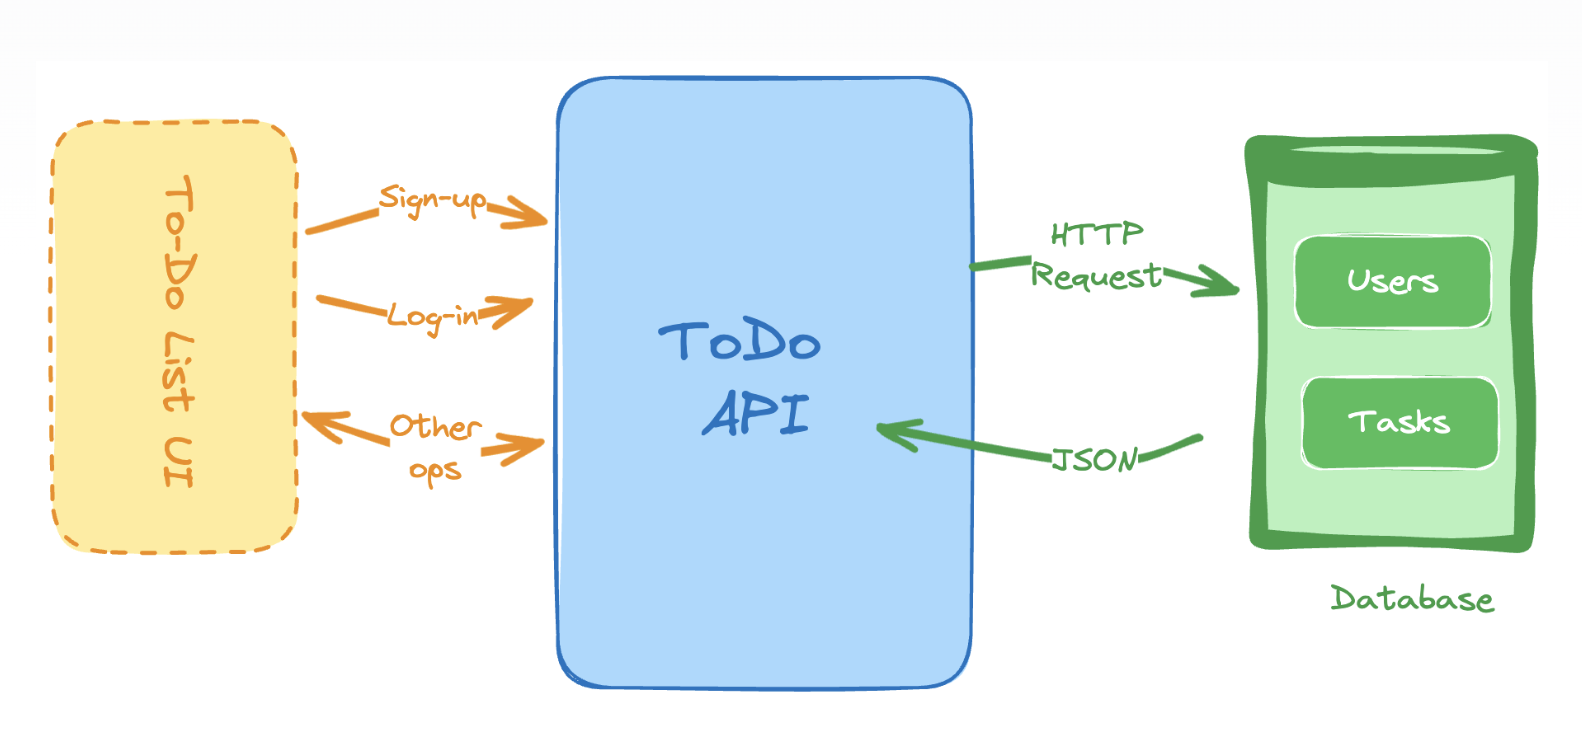 To-Do List UI
Sign-up
Log-in
Other
ops
ToDo
API
HTTP
Request
JSON
Users
Tasks
Database